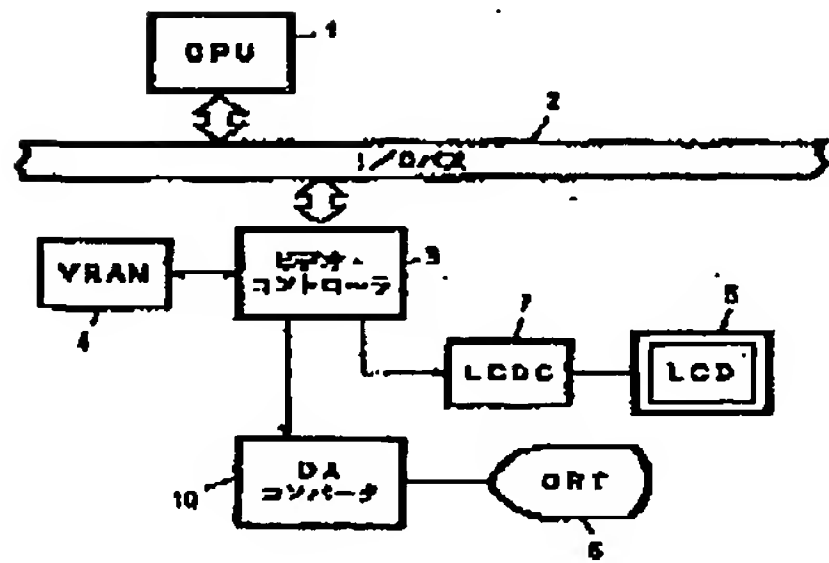 CPU
1
2
I/Oバス
VRAM
4
ビデオ・
コントローラ
3
7
LCDC
5
LCD
DA
コンバータ
10
CRT
6